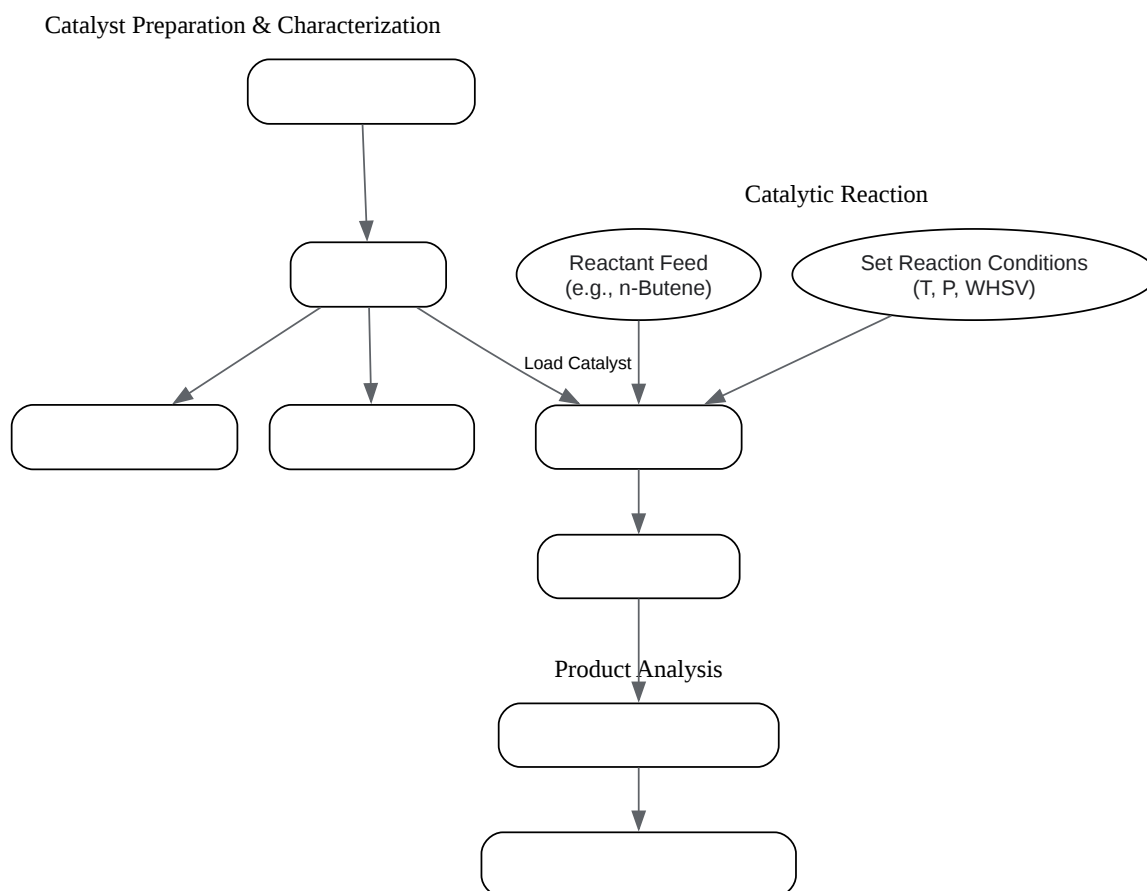 Catalyst Preparation & Characterization
Catalytic Reaction
Reactant Feed
(e.g., n-Butene)
Set Reaction Conditions
(T, P, WHSV)
Load Catalyst
Product Analysis